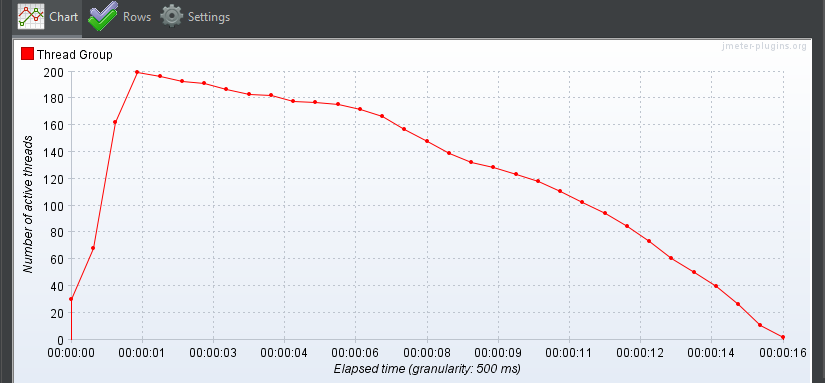 Chart Rows Settings
jmeter-plugins.org
Thread Group
200
180
160
140
120
100
80
60
40
20
0
Number of active threads
00:00:00 00:00:01 00:00:03 00:00:04 00:00:06 00:00:08 00:00:09 00:00:11 00:00:12 00:00:14 00:00:16
Elapsed time (granularity: 500 ms)